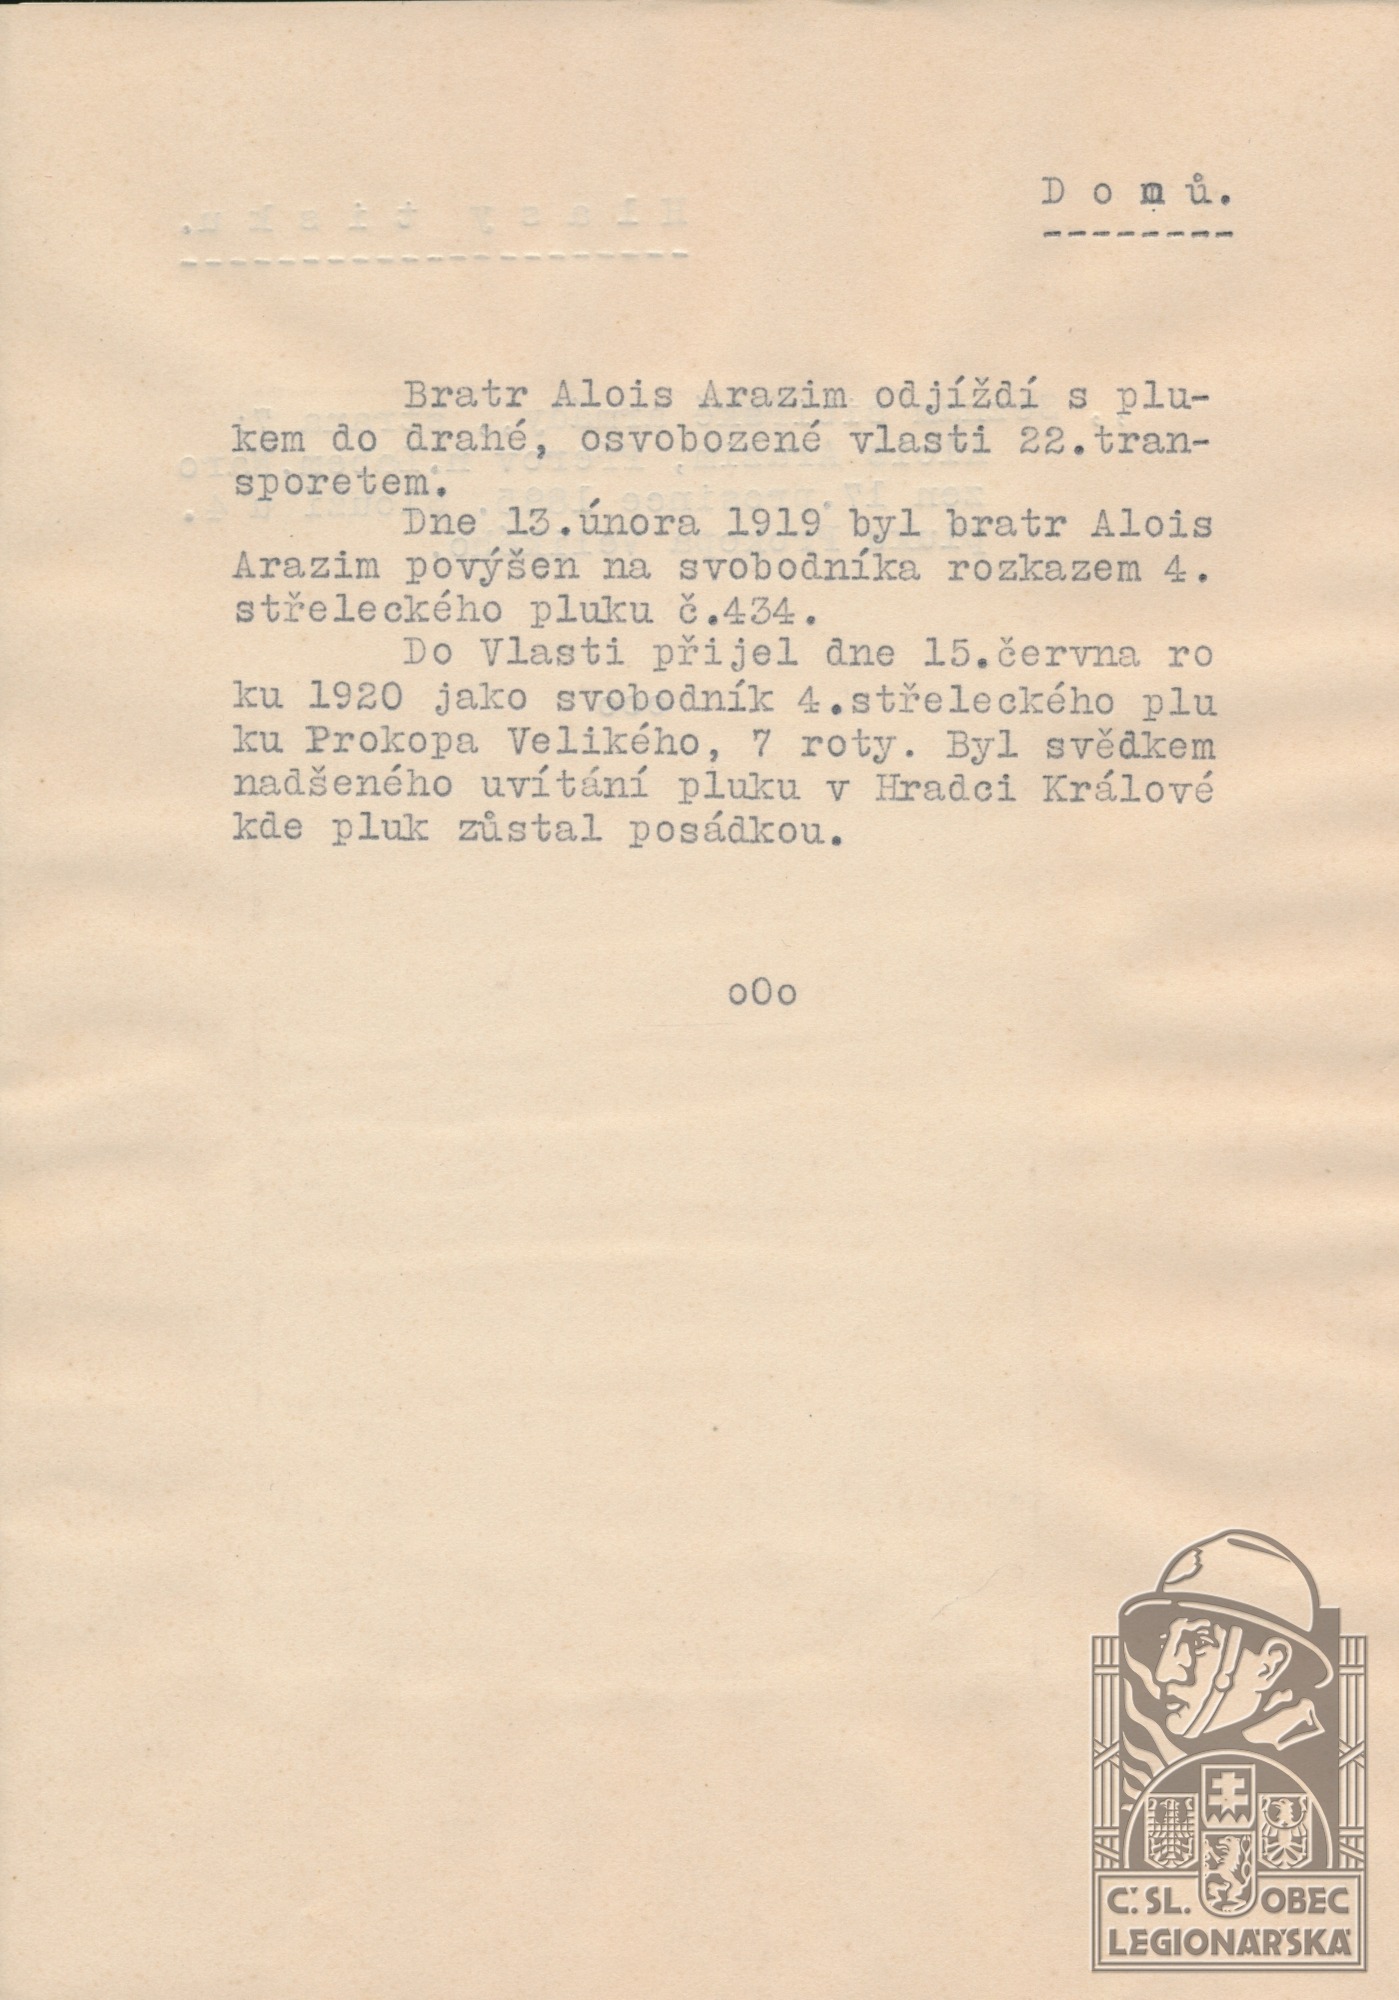 D o m ů.
--------
Bratr Alois Arazim odjíždí s plu-
kem do drahé, osvobozené vlasti 22.tran-
sporetem.
Dne 13.února 1919 byl bratr Alois
Arazim povýšen na svobodníka rozkazem 4.
střeleckého pluku č.434.
Do Vlasti přijel dne 15.června ro
ku 1920 jako svobodník 4.střeleckého plu
ku Prokopa Velikého, 7 roty. Byl svědkem
nadšeného uvítání pluku v Hradci Králové
kde pluk zůstal posádkou.
oOo
Č.SL. OBEC
LEGIONÁŘSKÁ